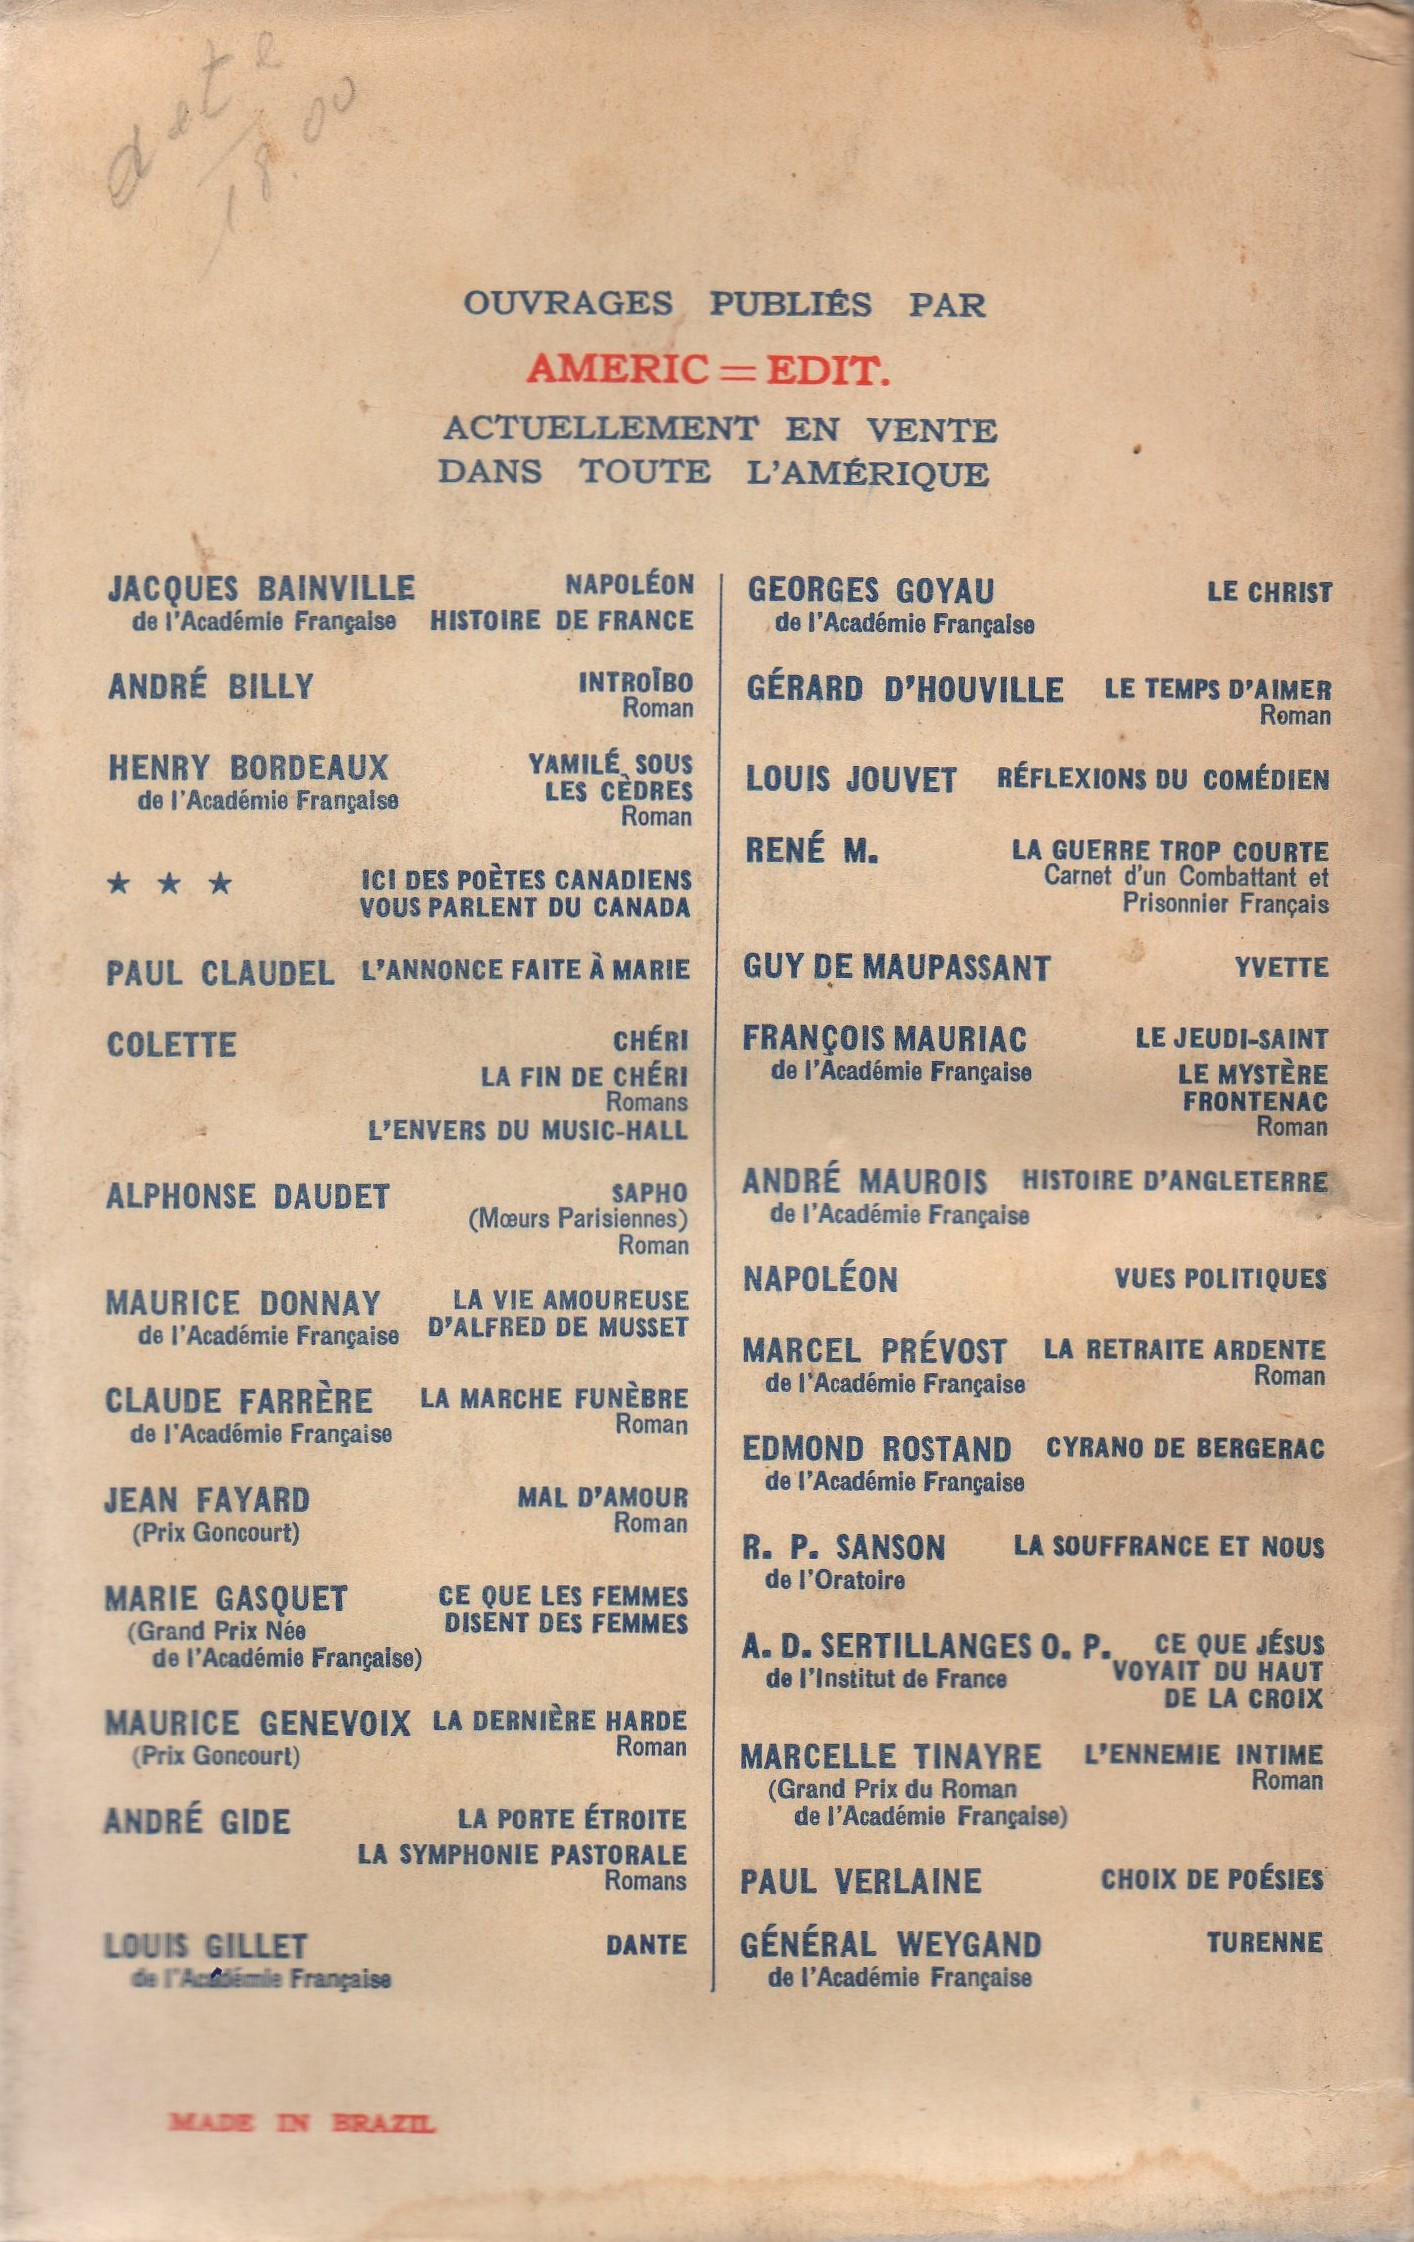 dete
18.00
OUVRAGES PUBLIÉS PAR
AMERIC=EDIT.
ACTUELLEMENT EN VENTE
DANS TOUTE L'AMÉRIQUE
JACQUES BAINVILLE NAPOLÉON
de l'Académie Française HISTOIRE DE FRANCE
ANDRÉ BILLY INTROÏBO
Roman
HENRY BORDEAUX YAMILÉ SOUS
de l'Académie Française LES CÈDRES
Roman
★ ★ ★ ICI DES POÈTES CANADIENS
VOUS PARLENT DU CANADA
PAUL CLAUDEL L'ANNONCE FAITE À MARIE
COLETTE CHÉRI
LA FIN DE CHÉRI
Romans
L'ENVERS DU MUSIC-HALL
ALPHONSE DAUDET SAPHO
(Mœurs Parisiennes)
Roman
MAURICE DONNAY LA VIE AMOUREUSE
de l'Académie Française D'ALFRED DE MUSSET
CLAUDE FARRÈRE LA MARCHE FUNÈBRE
de l'Académie Française Roman
JEAN FAYARD MAL D'AMOUR
(Prix Goncourt) Roman
MARIE GASQUET CE QUE LES FEMMES
(Grand Prix Née DISENT DES FEMMES
de l'Académie Française)
MAURICE GENEVOIX LA DERNIÈRE HARDE
(Prix Goncourt) Roman
ANDRÉ GIDE LA PORTE ÉTROITE
LA SYMPHONIE PASTORALE
Romans
LOUIS GILLET DANTE
de l'Académie Française
GEORGES GOYAU LE CHRIST
de l'Académie Française
GÉRARD D'HOUVILLE LE TEMPS D'AIMER
Roman
LOUIS JOUVET RÉFLEXIONS DU COMÉDIEN
RENÉ M. LA GUERRE TROP COURTE
Carnet d'un Combattant et
Prisonnier Français
GUY DE MAUPASSANT YVETTE
FRANÇOIS MAURIAC LE JEUDI-SAINT
de l'Académie Française LE MYSTÈRE
FRONTENAC
Roman
ANDRÉ MAUROIS HISTOIRE D'ANGLETERRE
de l'Académie Française
NAPOLÉON VUES POLITIQUES
MARCEL PRÉVOST LA RETRAITE ARDENTE
de l'Académie Française Roman
EDMOND ROSTAND CYRANO DE BERGERAC
de l'Académie Française
R. P. SANSON LA SOUFFRANCE ET NOUS
de l'Oratoire
A. D. SERTILLANGES O. P. CE QUE JÉSUS
de l'Institut de France VOYAIT DU HAUT
DE LA CROIX
MARCELLE TINAYRE L'ENNEMIE INTIME
(Grand Prix du Roman Roman
de l'Académie Française)
PAUL VERLAINE CHOIX DE POÉSIES
GÉNÉRAL WEYGAND TURENNE
de l'Académie Française
MADE IN BRAZIL